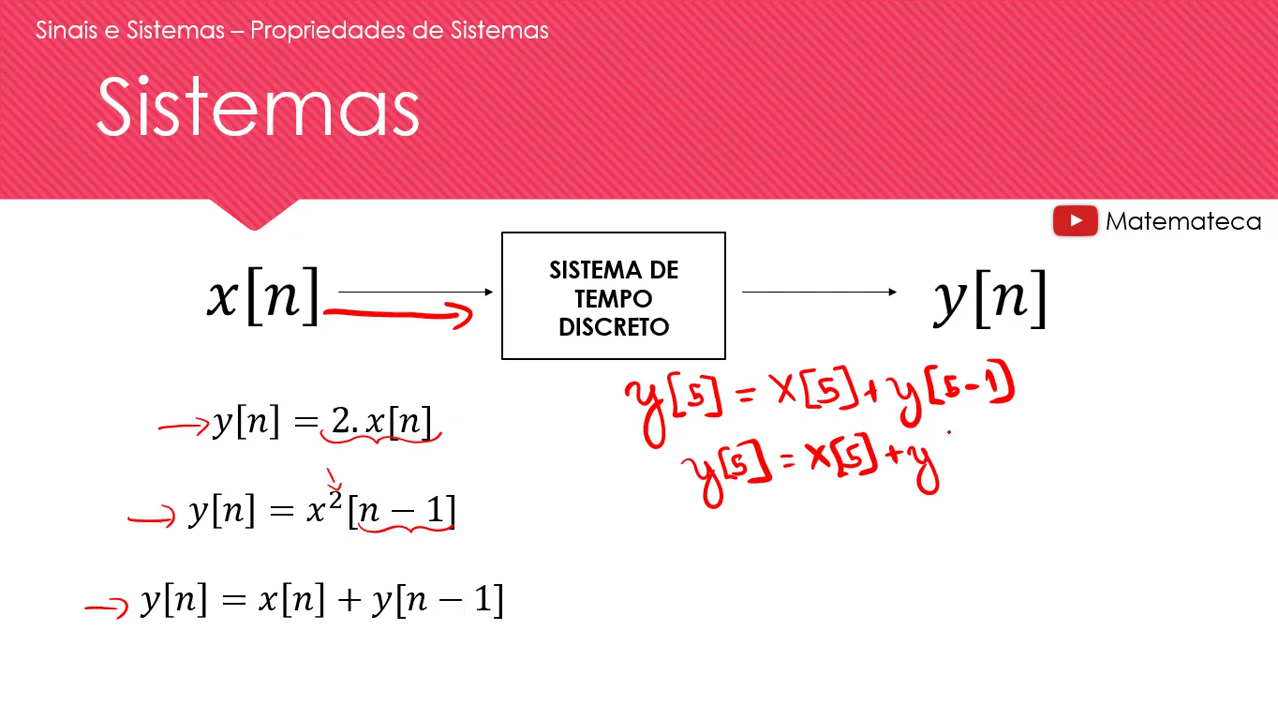 Sinais e Sistemas – Propriedades de Sistemas
Sistemas
Matemateca
x[n]
SISTEMA DE
TEMPO
DISCRETO
y[n]
y[5] = x[5] + y[5-1]
y[n] = 2. x[n]
y[5] = x[5] + y
y[n] = x²[n − 1]
y[n] = x[n] + y[n − 1]